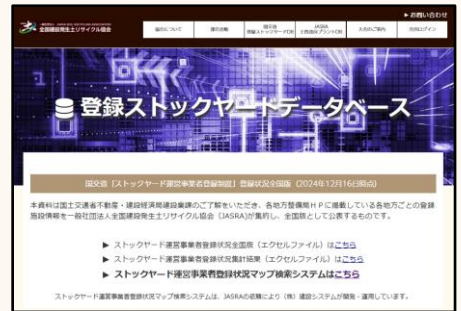 ▶ お問い合わせ
全国建設発生土リサイクル協会
協会について
国交省
登録ストックヤードDB
JASRA
入会のご案内
会員ログイン
登録ストックヤードデータベース
国交省「ストックヤード運営事業者登録制度」登録状況全国版(2024年12月16日時点)
本資料は国土交通省不動産・建設経済局建設業課のご了解をいただき、各地方整備局HPに掲載している各地方ごとの登録
施設情報を一般社団法人全国建設発生土リサイクル協会(JASRA)が集約し、全国版として公表するものです。
▶ ストックヤード運営事業者登録状況全国版(エクセルファイル)はこちら
▶ ストックヤード運営事業者登録状況集計結果(エクセルファイル)はこちら
▶ ストックヤード運営事業者登録状況マップ検索システムはこちら
ストックヤード運営事業者登録状況マップ検索システムは、JASRAの依頼により(株)建設システムが開発・運用しています。